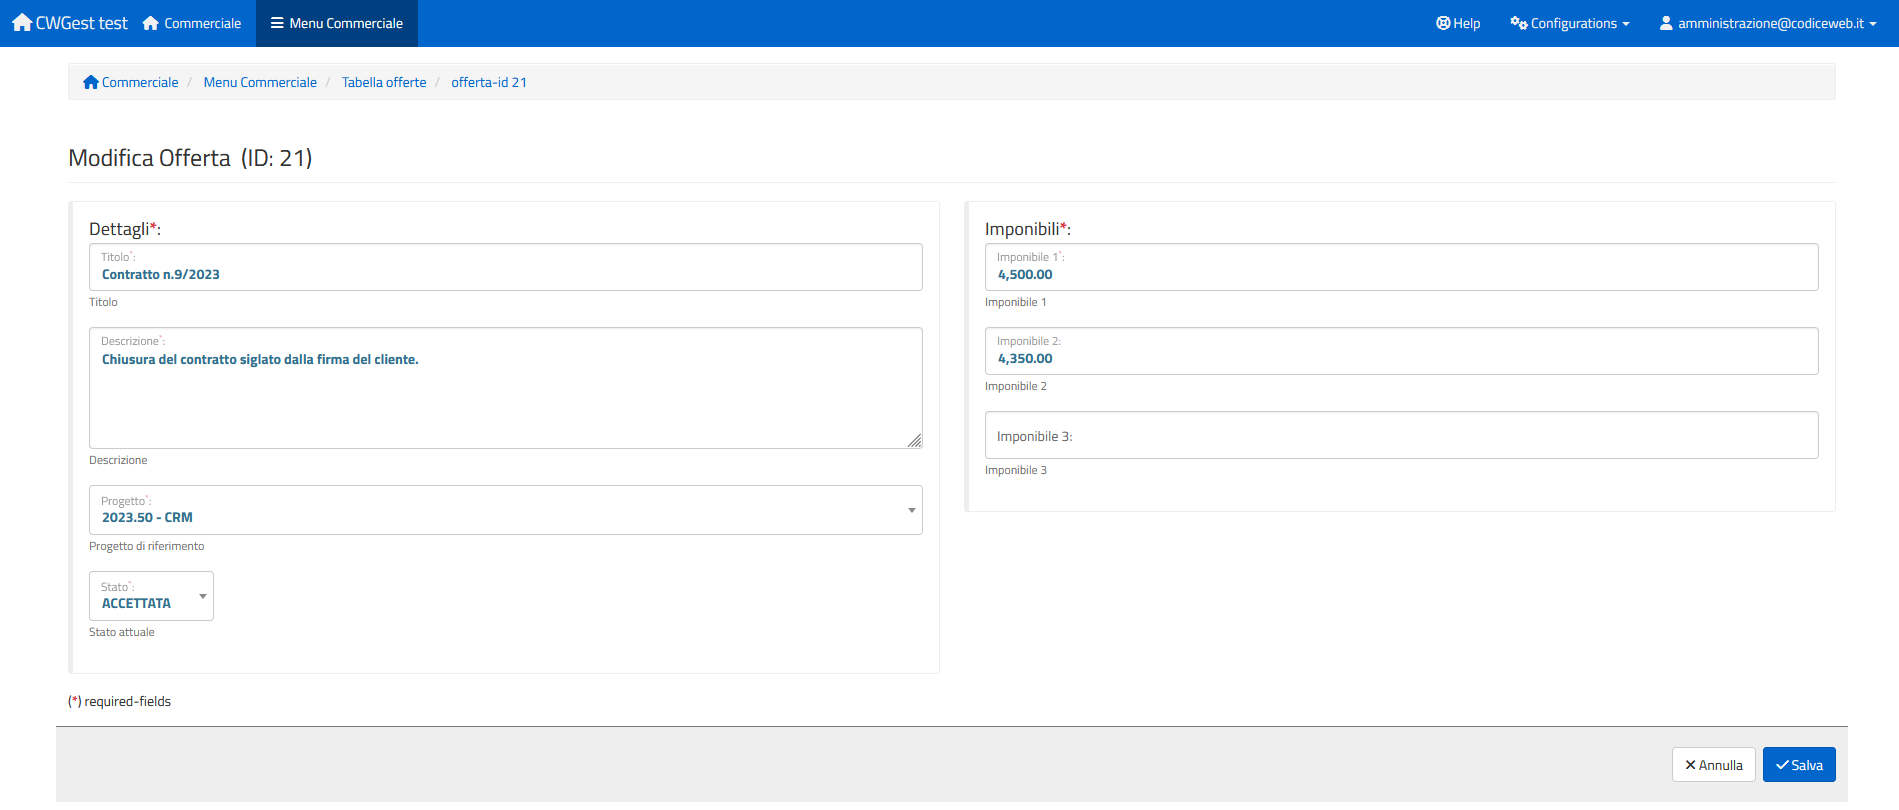 CWGest test Commerciale Menu Commerciale Help Configurations amministrazione@codiceweb.it
Commerciale / Menu Commerciale / Tabella offerte / offerta-id 21
Modifica Offerta (ID: 21)
Dettagli*:
Titolo*:
Contratto n.9/2023
Titolo
Descrizione*:
Chiusura del contratto siglato dalla firma del cliente.
Descrizione
Progetto*:
2023.50 - CRM
Progetto di riferimento
Stato*:
ACCETTATA
Stato attuale
Imponibili*:
Imponibile 1*:
4,500.00
Imponibile 1
Imponibile 2:
4,350.00
Imponibile 2
Imponibile 3:
Imponibile 3
(*) required-fields
Annulla Salva